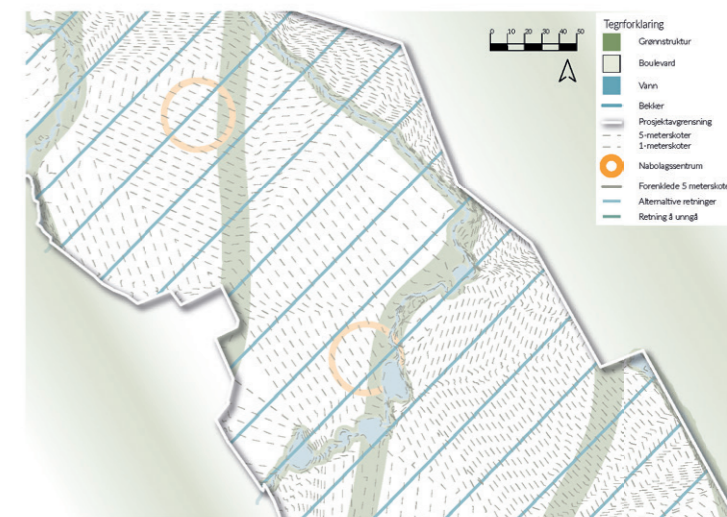 0 10 20 30 40 50
Tegnforklaring
Grønnstruktur
Boulevard
Vann
Bekker
Prosjektavgrensning
5-meterskoter
1-meterskoter
Nabolagssentrum
Forenklede 5 meterskote
Alternaltive retninger
Retning å unngå